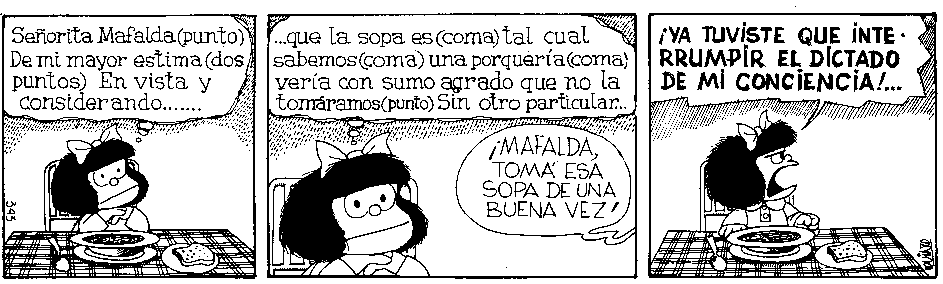 Señorita Mafalda(punto)
De mi mayor estima(dos
puntos) En vista y
considerando.......
...que la sopa es(coma)tal cual
sabemos(coma) una porquería(coma)
vería con sumo agrado que no la
tomáramos(punto) Sin otro particular..
¡MAFALDA,
TOMÁ ESA
SOPA DE UNA
BUENA VEZ!
¡YA TUVISTE QUE INTE-
RRUMPIR EL DICTADO
DE MI CONCIENCIA!...
345
QUINO